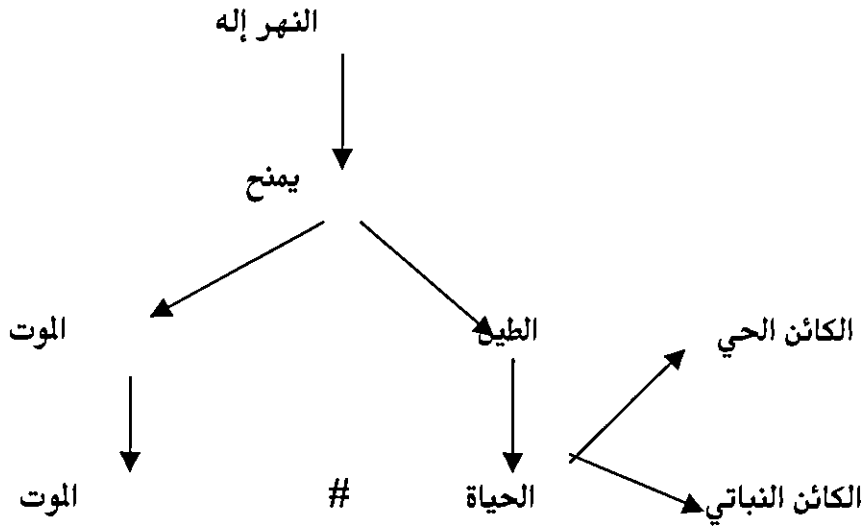 النهر إله
يمنح
الكائن الحي الطين الموت
الكائن النباتي الحياة # الموت